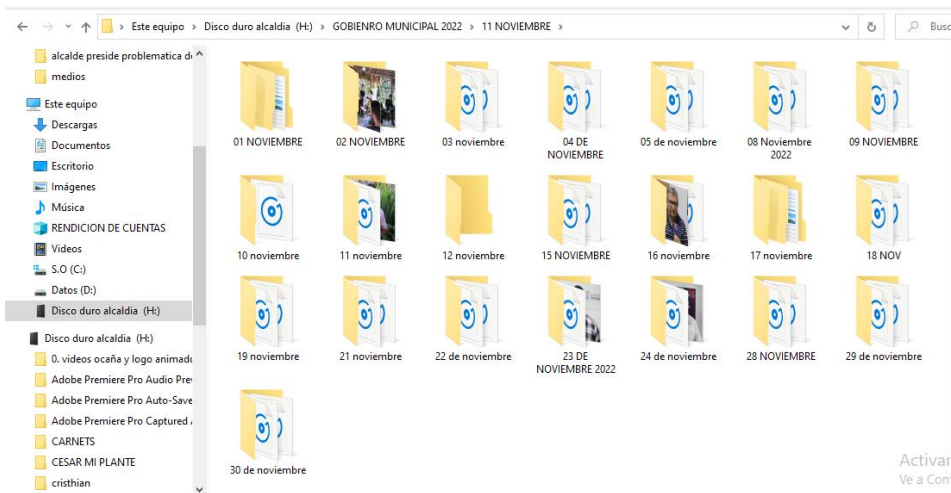 Este equipo > Disco duro alcaldia (H:) > GOBIENRO MUNICIPAL 2022 > 11 NOVIEMBRE >
Busc
alcalde preside problematica de
medios
Este equipo
Descargas
Documentos
Escritorio
Imágenes
Música
RENDICION DE CUENTAS
Videos
S.O (C:)
Datos (D:)
Disco duro alcaldia (H:)
Disco duro alcaldia (H:)
0. videos ocaña y logo animado
Adobe Premiere Pro Audio Prev
Adobe Premiere Pro Auto-Save
Adobe Premiere Pro Captured A
CARNETS
CESAR MI PLANTE
cristhian
01 NOVIEMBRE
02 NOVIEMBRE
03 noviembre
04 DE
NOVIEMBRE
05 de noviembre
08 Noviembre
2022
09 NOVIEMBRE
10 noviembre
11 noviembre
12 noviembre
15 NOVIEMBRE
16 noviembre
17 noviembre
18 NOV
19 noviembre
21 noviembre
22 de noviembre
23 DE
NOVIEMBRE 2022
24 de noviembre
28 NOVIEMBRE
29 de noviembre
30 de noviembre
Activar
Ve a Con